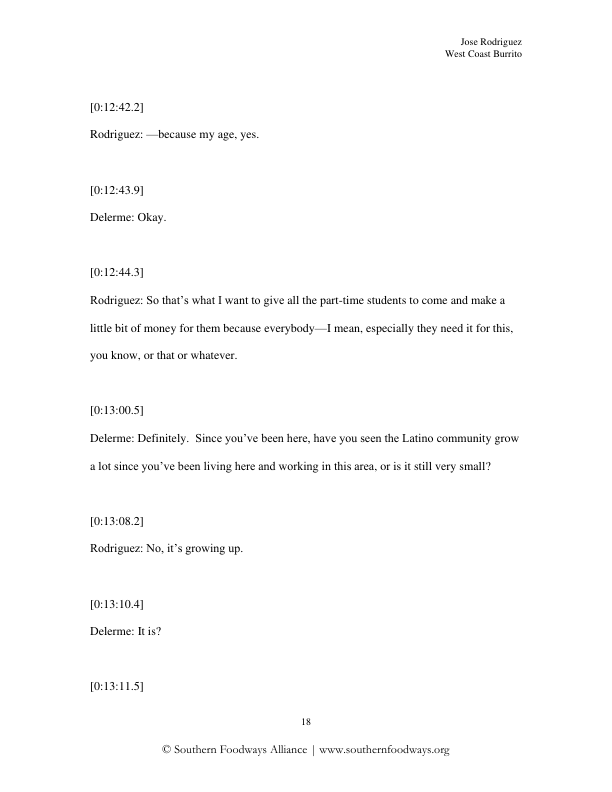 Jose Rodriguez
West Coast Burrito
[0:12:42.2]
Rodriguez: —because my age, yes.
[0:12:43.9]
Delerme: Okay.
[0:12:44.3]
Rodriguez: So that’s what I want to give all the part-time students to come and make a
little bit of money for them because everybody—I mean, especially they need it for this,
you know, or that or whatever.
[0:13:00.5]
Delerme: Definitely.  Since you’ve been here, have you seen the Latino community grow
a lot since you’ve been living here and working in this area, or is it still very small?
[0:13:08.2]
Rodriguez: No, it’s growing up.
[0:13:10.4]
Delerme: It is?
[0:13:11.5]
18
© Southern Foodways Alliance | www.southernfoodways.org